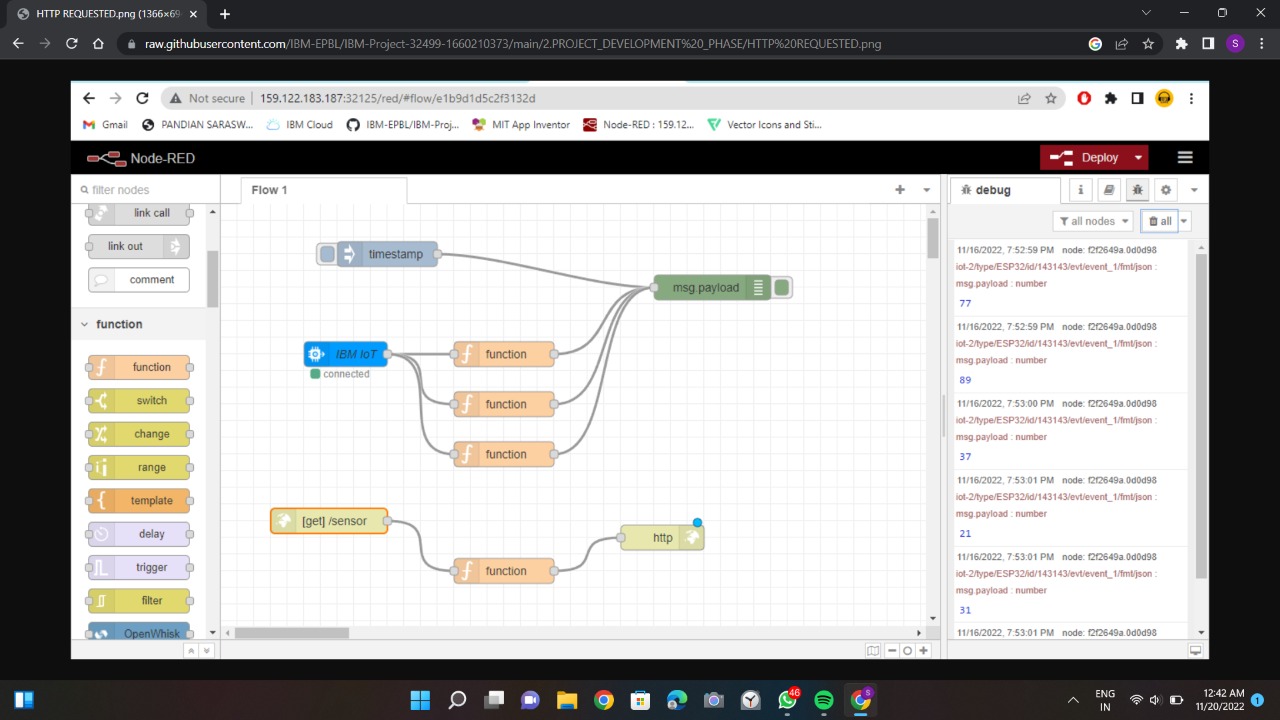 HTTP REQUESTED.png (1366×69
raw.githubusercontent.com/IBM-EPBL/IBM-Project-32499-1660210373/main/2.PROJECT_DEVELOPMENT%20_PHASE/HTTP%20REQUESTED.png
S
Not secure | 159.122.183.187:32125/red/#flow/e1b9d1d5c2f3132d
Gmail PANDIAN SARASW... IBM Cloud IBM-EPBL/IBM-Proj... MIT App Inventor Node-RED : 159.12... Vector Icons and Sti...
Node-RED
Deploy
filter nodes
Flow 1
debug
i
all nodes
all
link call
link out
comment
function
function
switch
change
range
template
delay
trigger
filter
OpenWhisk
timestamp
msg.payload
IBM IoT
connected
function
function
function
[get] /sensor
function
http
11/16/2022, 7:52:59 PM node: f2f2649a.0d0d98
iot-2/type/ESP32/id/143143/evt/event_1/fmt/json :
msg.payload : number
77
11/16/2022, 7:52:59 PM node: f2f2649a.0d0d98
iot-2/type/ESP32/id/143143/evt/event_1/fmt/json :
msg.payload : number
89
11/16/2022, 7:53:00 PM node: f2f2649a.0d0d98
iot-2/type/ESP32/id/143143/evt/event_1/fmt/json :
msg.payload : number
37
11/16/2022, 7:53:01 PM node: f2f2649a.0d0d98
iot-2/type/ESP32/id/143143/evt/event_1/fmt/json :
msg.payload : number
21
11/16/2022, 7:53:01 PM node: f2f2649a.0d0d98
iot-2/type/ESP32/id/143143/evt/event_1/fmt/json :
msg.payload : number
31
11/16/2022, 7:53:01 PM node: f2f2649a.0d0d98
46
S
ENG
IN
12:42 AM
11/20/2022
1